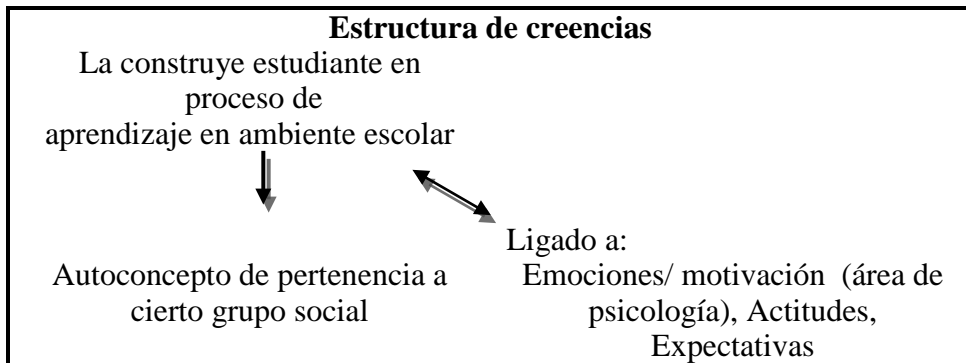 Estructura de creencias
La construye estudiante en
proceso de
aprendizaje en ambiente escolar
Autoconcepto de pertenencia a
cierto grupo social
Ligado a:
Emociones/ motivación (área de
psicología), Actitudes,
Expectativas